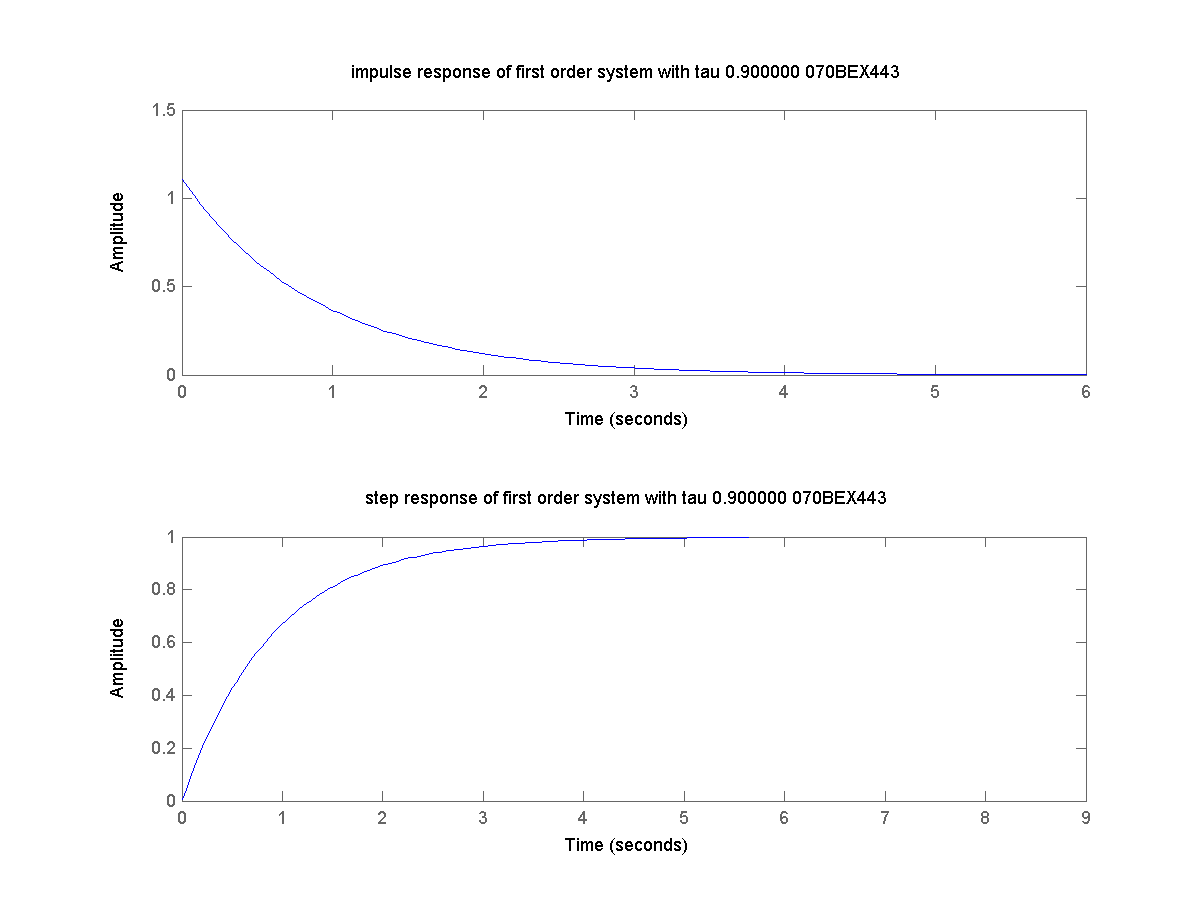 impulse response of first order system with tau 0.900000 070BEX443
1.5
1
0.5
0
Amplitude
0 1 2 3 4 5 6
Time (seconds)
step response of first order system with tau 0.900000 070BEX443
1
0.8
0.6
0.4
0.2
0
Amplitude
0 1 2 3 4 5 6 7 8 9
Time (seconds)